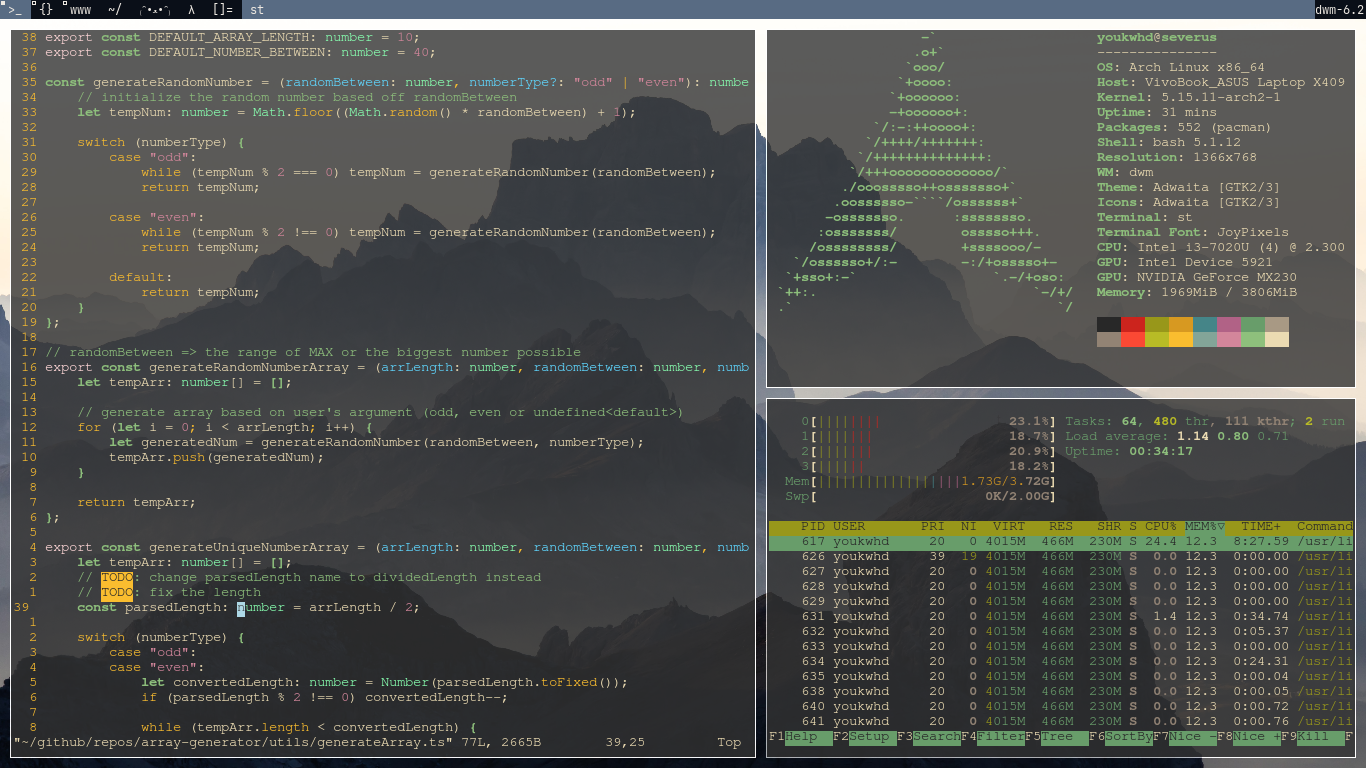 >_ {} www ~/ λ []= st dwm-6.2
38 export const DEFAULT_ARRAY_LENGTH: number = 10;
37 export const DEFAULT_NUMBER_BETWEEN: number = 40;
36
35 const generateRandomNumber = (randomBetween: number, numberType?: "odd" | "even"): numbe
34     // initialize the random number based off randomBetween
33     let tempNum: number = Math.floor((Math.random() * randomBetween) + 1);
32
31     switch (numberType) {
30         case "odd":
29             while (tempNum % 2 === 0) tempNum = generateRandomNumber(randomBetween);
28             return tempNum;
27
26         case "even":
25             while (tempNum % 2 !== 0) tempNum = generateRandomNumber(randomBetween);
24             return tempNum;
23
22         default:
21             return tempNum;
20     }
19 };
18
17 // randomBetween => the range of MAX or the biggest number possible
16 export const generateRandomNumberArray = (arrLength: number, randomBetween: number, numb
15     let tempArr: number[] = [];
14
13     // generate array based on user's argument (odd, even or undefined<default>)
12     for (let i = 0; i < arrLength; i++) {
11         let generatedNum = generateRandomNumber(randomBetween, numberType);
10         tempArr.push(generatedNum);
9     }
8
7     return tempArr;
6 };
5
4 export const generateUniqueNumberArray = (arrLength: number, randomBetween: number, numb
3     let tempArr: number[] = [];
2     // TODO: change parsedLength name to dividedLength instead
1     // TODO: fix the length
39     const parsedLength: number = arrLength / 2;
1
2     switch (numberType) {
3         case "odd":
4         case "even":
5             let convertedLength: number = Number(parsedLength.toFixed());
6             if (parsedLength % 2 !== 0) convertedLength--;
7
8             while (tempArr.length < convertedLength) {
"~/github/repos/array-generator/utils/generateArray.ts" 77L, 2665B 39,25 Top
-`
.o+`
`ooo/
`+oooo:
`+oooooo:
-+oooooo+:
`/:-:++oooo+:
`/++++/+++++++:
`/++++++++++++++:
`/+++ooooooooooooo/`
./ooosssso++osssssso+`
.oossssso-````/ossssss+`
-osssssso. :ssssssso.
:osssssss/ osssso+++.
/ossssssss/ +ssssooo/-
`/ossssso+/:- -:/+osssso+-
`+sso+:-` `.-/+oso:
`++:. `-/+/
.` `/
youkwhd@severus
---------------
OS: Arch Linux x86_64
Host: VivoBook_ASUS Laptop X409
Kernel: 5.15.11-arch2-1
Uptime: 31 mins
Packages: 552 (pacman)
Shell: bash 5.1.12
Resolution: 1366x768
WM: dwm
Theme: Adwaita [GTK2/3]
Icons: Adwaita [GTK2/3]
Terminal: st
Terminal Font: JoyPixels
CPU: Intel i3-7020U (4) @ 2.300
GPU: Intel Device 5921
GPU: NVIDIA GeForce MX230
Memory: 1969MiB / 3806MiB
0[|||||||| 23.1%] Tasks: 64, 480 thr, 111 kthr; 2 run
1[||||||| 18.7%] Load average: 1.14 0.80 0.71
2[||||||| 20.9%] Uptime: 00:34:17
3[|||||| 18.2%]
Mem[||||||||||||||||||1.73G/3.72G]
Swp[ 0K/2.00G]
PID USER PRI NI VIRT RES SHR S CPU% MEM%▽ TIME+ Command
617 youkwhd 20 0 4015M 466M 230M S 24.4 12.3 8:27.59 /usr/li
626 youkwhd 39 19 4015M 466M 230M S 0.0 12.3 0:00.00 /usr/li
627 youkwhd 20 0 4015M 466M 230M S 0.0 12.3 0:00.00 /usr/li
628 youkwhd 20 0 4015M 466M 230M S 0.0 12.3 0:00.00 /usr/li
629 youkwhd 20 0 4015M 466M 230M S 0.0 12.3 0:00.00 /usr/li
631 youkwhd 20 0 4015M 466M 230M S 1.4 12.3 0:34.74 /usr/li
632 youkwhd 20 0 4015M 466M 230M S 0.0 12.3 0:05.37 /usr/li
633 youkwhd 20 0 4015M 466M 230M S 0.0 12.3 0:00.00 /usr/li
634 youkwhd 20 0 4015M 466M 230M S 0.0 12.3 0:24.31 /usr/li
635 youkwhd 20 0 4015M 466M 230M S 0.0 12.3 0:00.04 /usr/li
638 youkwhd 20 0 4015M 466M 230M S 0.0 12.3 0:00.05 /usr/li
640 youkwhd 20 0 4015M 466M 230M S 0.0 12.3 0:00.72 /usr/li
641 youkwhd 20 0 4015M 466M 230M S 0.0 12.3 0:00.76 /usr/li
F1Help F2Setup F3SearchF4FilterF5Tree F6SortByF7Nice -F8Nice +F9Kill F